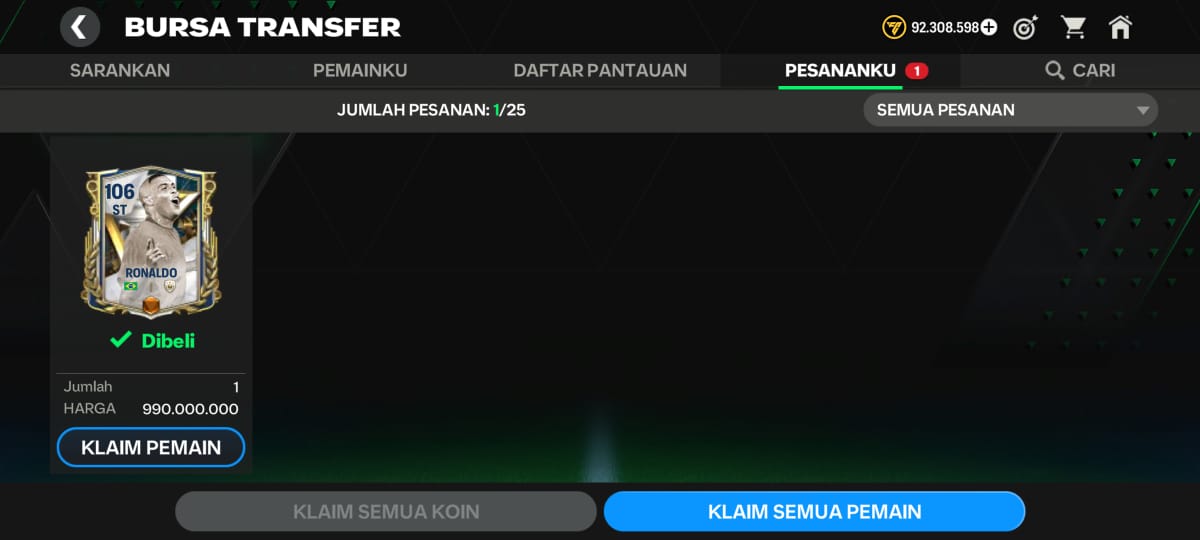 BURSA TRANSFER
92.308.598
SARANKAN
PEMAINKU
DAFTAR PANTAUAN
PESANANKU 1
CARI
JUMLAH PESANAN: 1/25
SEMUA PESANAN
106
ST
RONALDO
Dibeli
Jumlah 1
HARGA 990.000.000
KLAIM PEMAIN
KLAIM SEMUA KOIN
KLAIM SEMUA PEMAIN